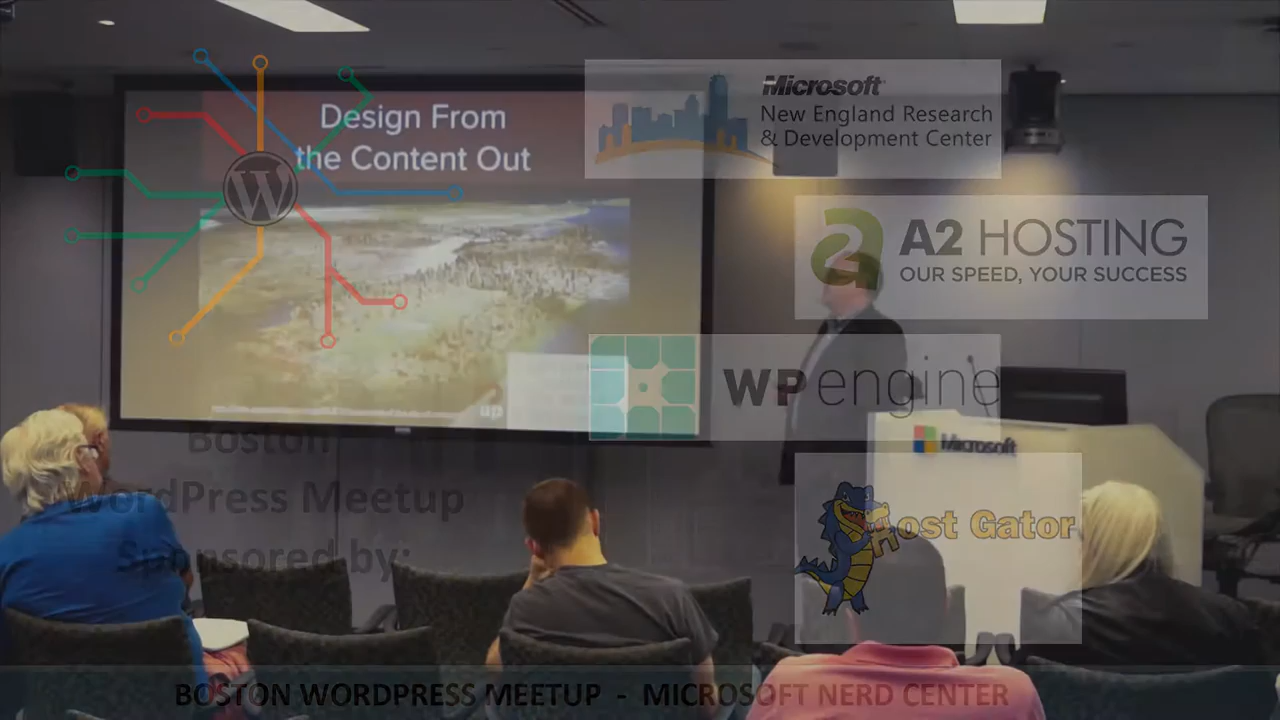 Design From
the Content Out
Microsoft
New England Research
& Development Center
A2 HOSTING
OUR SPEED, YOUR SUCCESS
WP engine
Microsoft
Host Gator
up
Boston
WordPress Meetup
Sponsored by:
BOSTON WORDPRESS MEETUP - MICROSOFT NERD CENTER